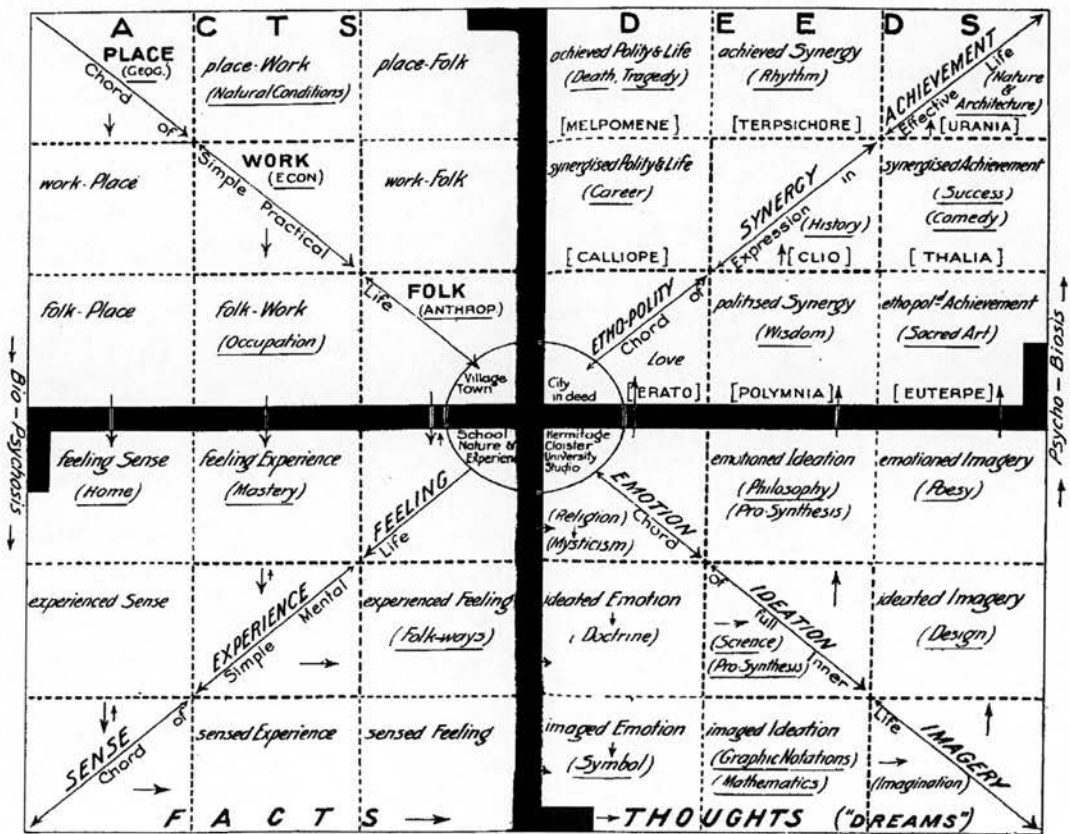 A C T S
D E E D S
PLACE
(GEOG.)
place-Work
(Natural Conditions)
place-Folk
achieved Polity & Life
(Death, Tragedy)
[MELPOMENE]
achieved Synergy
(Rhythm)
[TERPSICHORE]
ACHIEVEMENT
Effective Life
(Nature
&
Architecture)
[URANIA]
Chord of Simple Practical Life
work-Place
WORK
(ECON)
work-Folk
synergised Polity & Life
(Career)
[CALLIOPE]
SYNERGY
(History)
[CLIO]
synergised Achievement
(Success)
(Comedy)
[THALIA]
Chord of Expression in
folk-Place
folk-Work
(Occupation)
FOLK
(ANTHROP.)
ETHO-POLITY
Love
[ERATO]
politised Synergy
(Wisdom)
[POLYMNIA]
etho-pold Achievement
(Sacred Art)
[EUTERPE]
Village
Town
City
in deed
Bio-Psychosis
Psycho-Biosis
School
Nature &
Experience
Hermitage
Cloister
University
Studio
feeling Sense
(Home)
feeling Experience
(Mastery)
FEELING
Life
EMOTION
Chord
(Religion)
(Mysticism)
emotioned Ideation
(Philosophy)
(Pro-Synthesis)
emotioned Imagery
(Poesy)
experienced Sense
EXPERIENCE
Simple Mental
experienced Feeling
(Folk-ways)
ideated Emotion
(Doctrine)
IDEATION
of Full Inner
(Science)
(Pro-Synthesis)
ideated Imagery
(Design)
SENSE
Chord of
sensed Experience
sensed Feeling
imaged Emotion
(Symbol)
imaged Ideation
(Graphic Notations)
(Mathematics)
IMAGERY
Life
(Imagination)
F A C T S
THOUGHTS ("DREAMS")